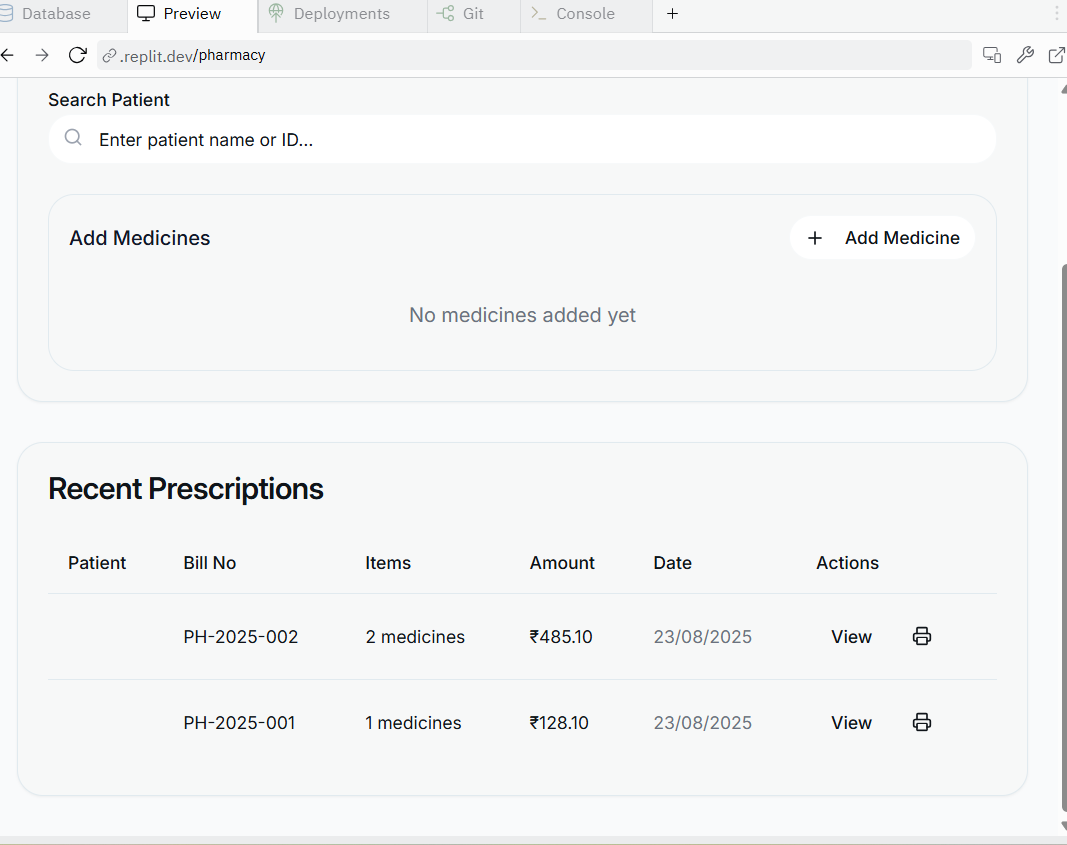 Database Preview Deployments Git Console
.replit.dev/pharmacy
Search Patient
Enter patient name or ID...
Add Medicines
Add Medicine
No medicines added yet
Recent Prescriptions
Patient Bill No Items Amount Date Actions
PH-2025-002 2 medicines ₹485.10 23/08/2025 View
PH-2025-001 1 medicines ₹128.10 23/08/2025 View